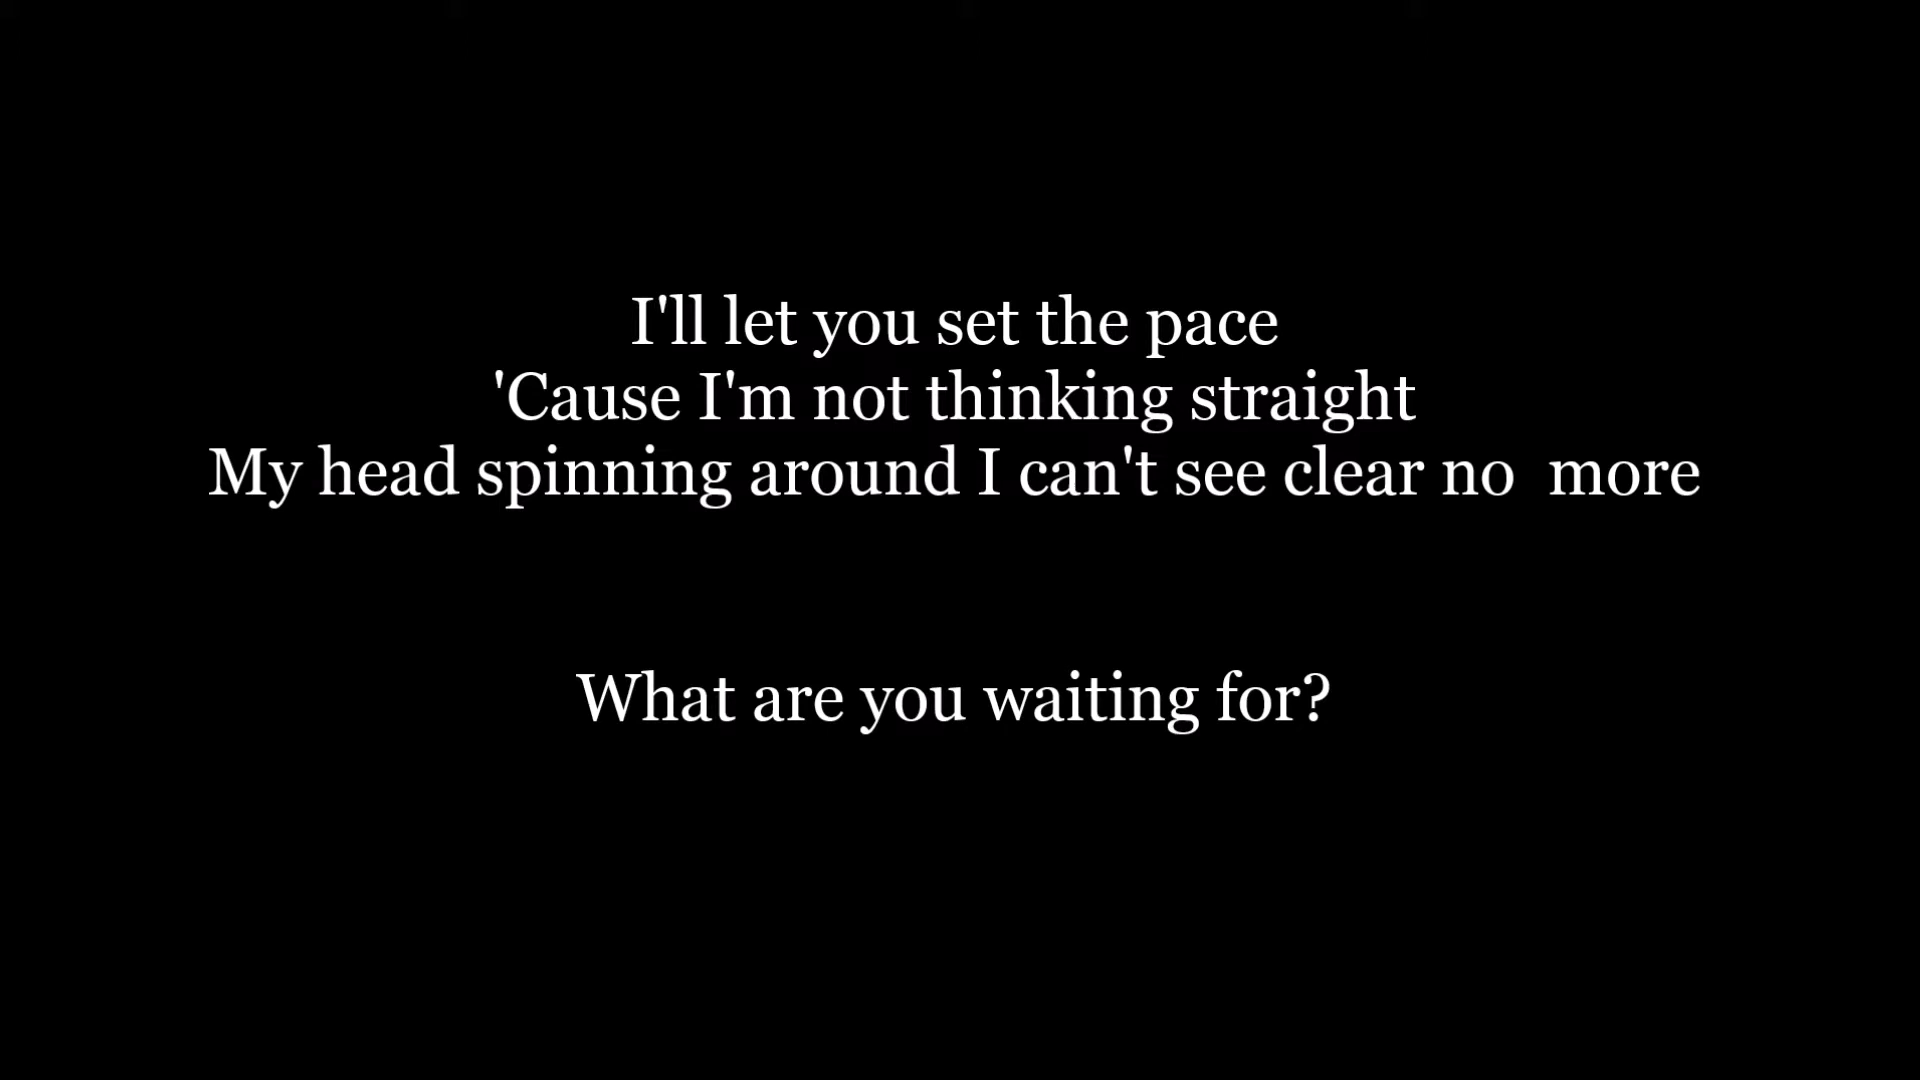 I'll let you set the pace
'Cause I'm not thinking straight
My head spinning around I can't see clear no  more
What are you waiting for?